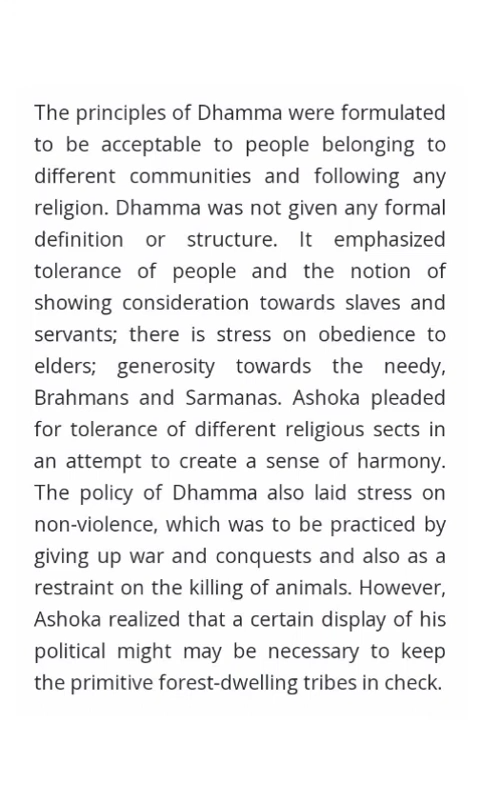 The principles of Dhamma were formulated
to be acceptable to people belonging to
different communities and following any
religion. Dhamma was not given any formal
definition or structure. It emphasized
tolerance of people and the notion of
showing consideration towards slaves and
servants; there is stress on obedience to
elders; generosity towards the needy,
Brahmans and Sarmanas. Ashoka pleaded
for tolerance of different religious sects in
an attempt to create a sense of harmony.
The policy of Dhamma also laid stress on
non-violence, which was to be practiced by
giving up war and conquests and also as a
restraint on the killing of animals. However,
Ashoka realized that a certain display of his
political might may be necessary to keep
the primitive forest-dwelling tribes in check.